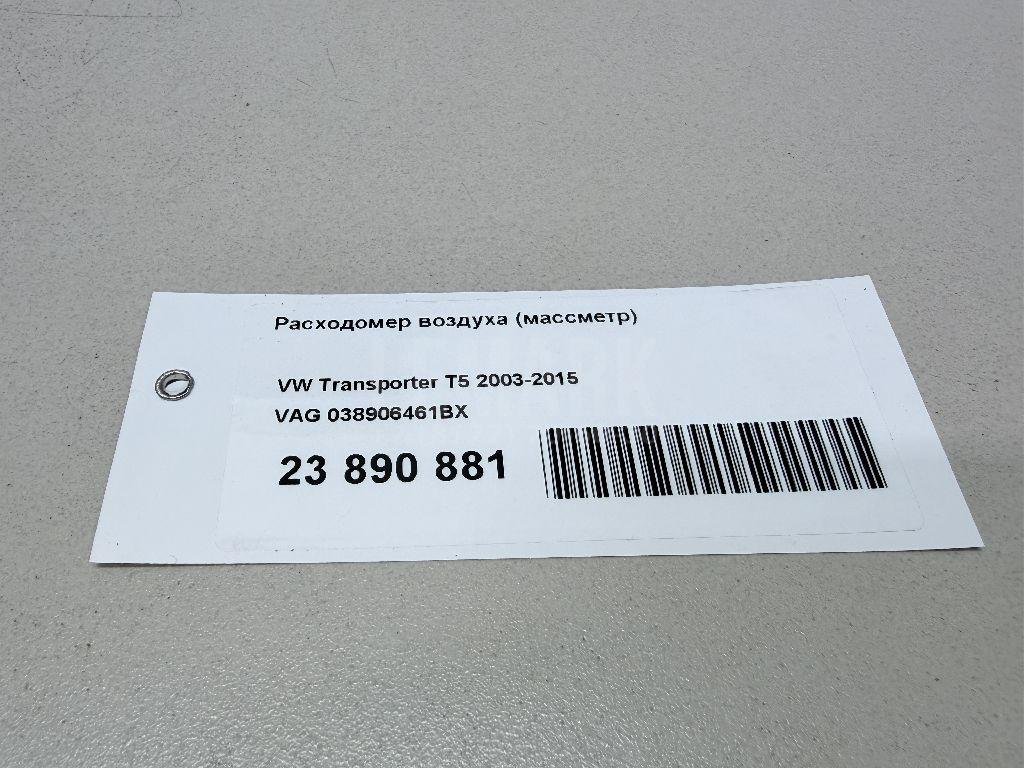 Расходомер воздуха (массметр)
VW Transporter T5 2003-2015
VAG 038906461BX
23 890 881